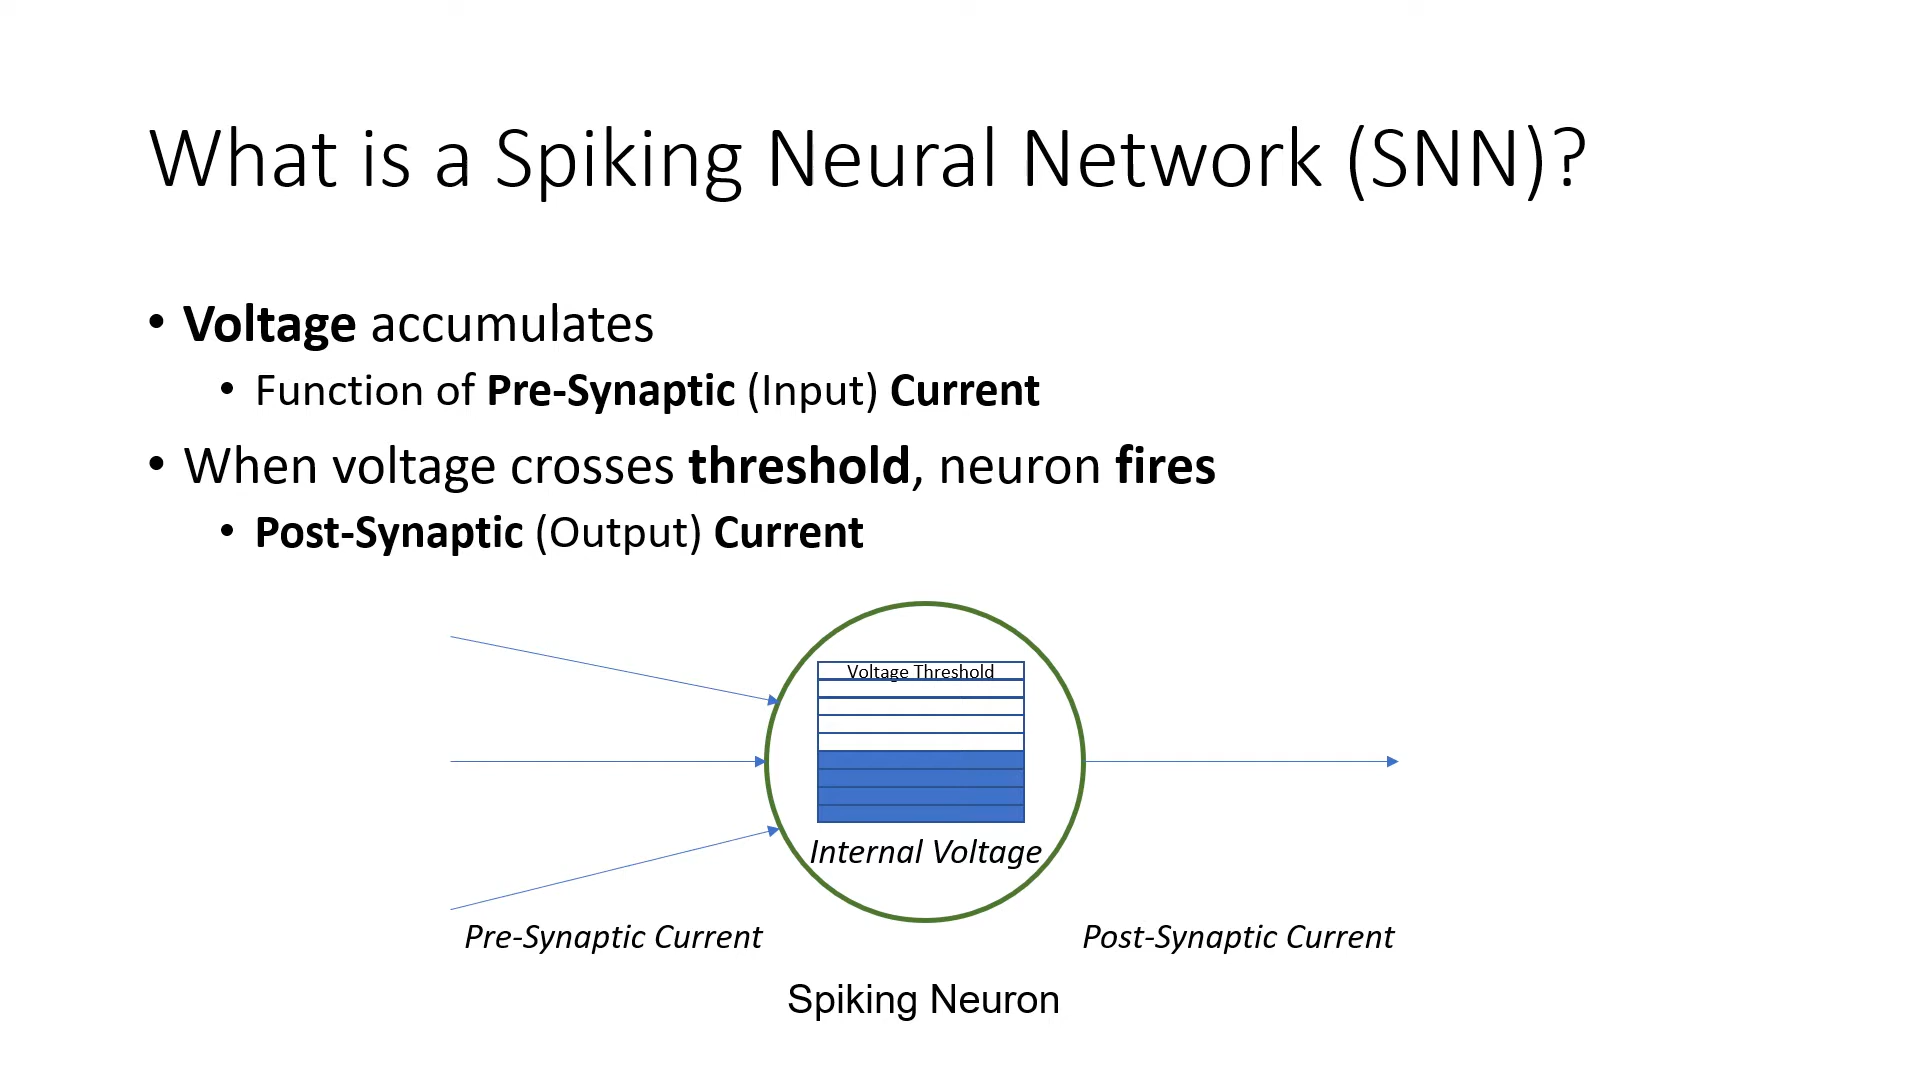 What is a Spiking Neural Network (SNN)?
• Voltage accumulates
• Function of Pre-Synaptic (Input) Current
• When voltage crosses threshold, neuron fires
• Post-Synaptic (Output) Current
Voltage Threshold
Internal Voltage
Pre-Synaptic Current
Post-Synaptic Current
Spiking Neuron